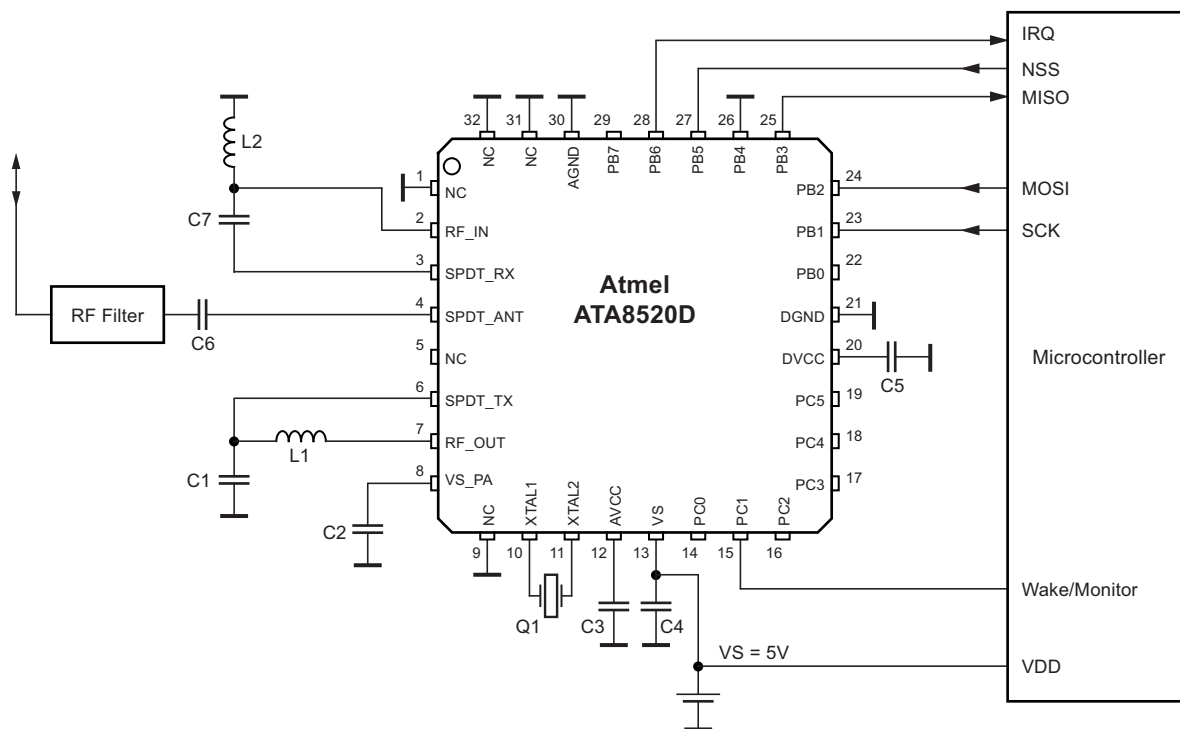 IRQ
NSS
MISO
32 31 30 29 28 27 26 25
L2
NC NC AGND PB7 PB6 PB5 PB4 PB3
1 NC
PB2 24 MOSI
C7
2 RF_IN
PB1 23 SCK
3 SPDT_RX
PB0 22
Atmel
ATA8520D
RF Filter
C6
4 SPDT_ANT
DGND 21
5 NC
DVCC 20
C5
Microcontroller
6 SPDT_TX
PC5 19
7 RF_OUT
L1
PC4 18
C1
8 VS_PA
PC3 17
C2
NC XTAL1 XTAL2 AVCC VS PC0 PC1 PC2
9 10 11 12 13 14 15 16
Wake/Monitor
Q1 C3 C4
VS = 5V
VDD